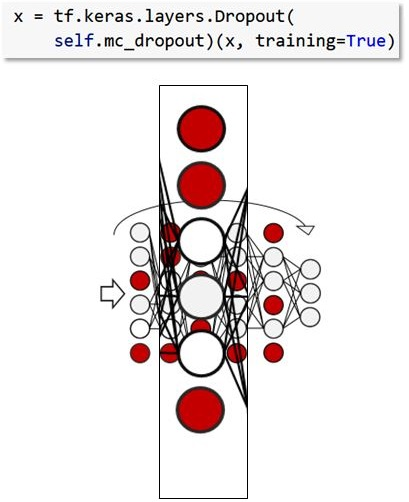 x = tf.keras.layers.Dropout(
self.mc_dropout)(x, training=True)